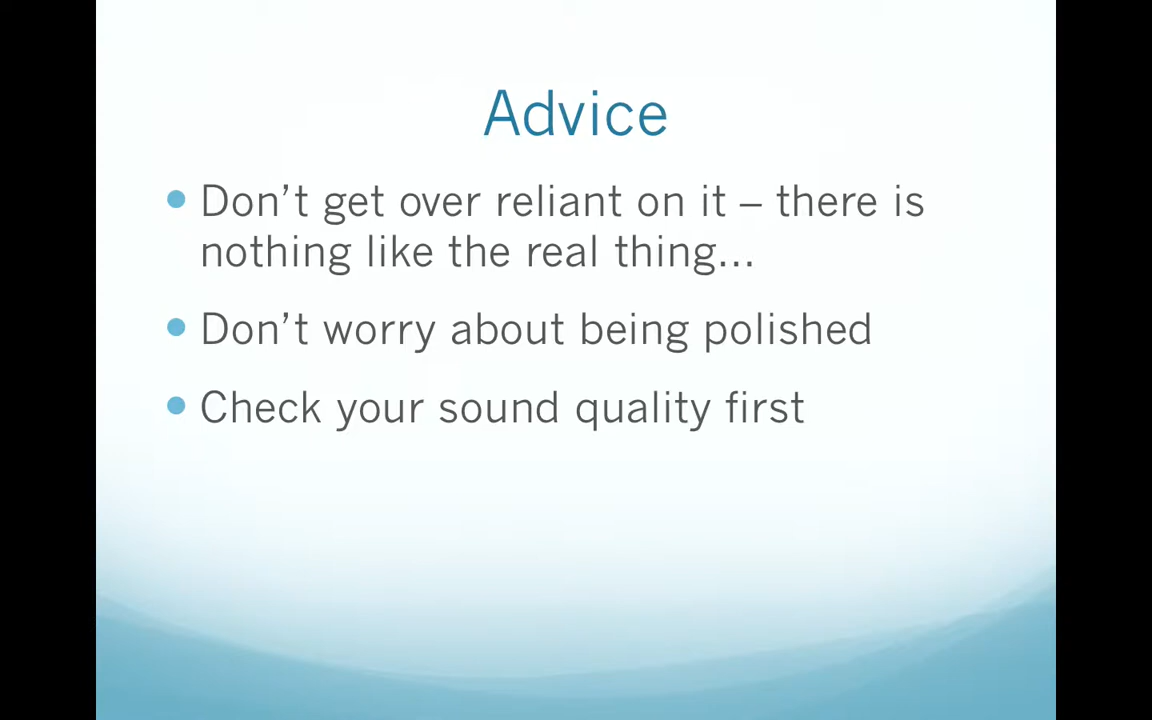 Advice
• Don’t get over reliant on it – there is
nothing like the real thing...
• Don’t worry about being polished
• Check your sound quality first